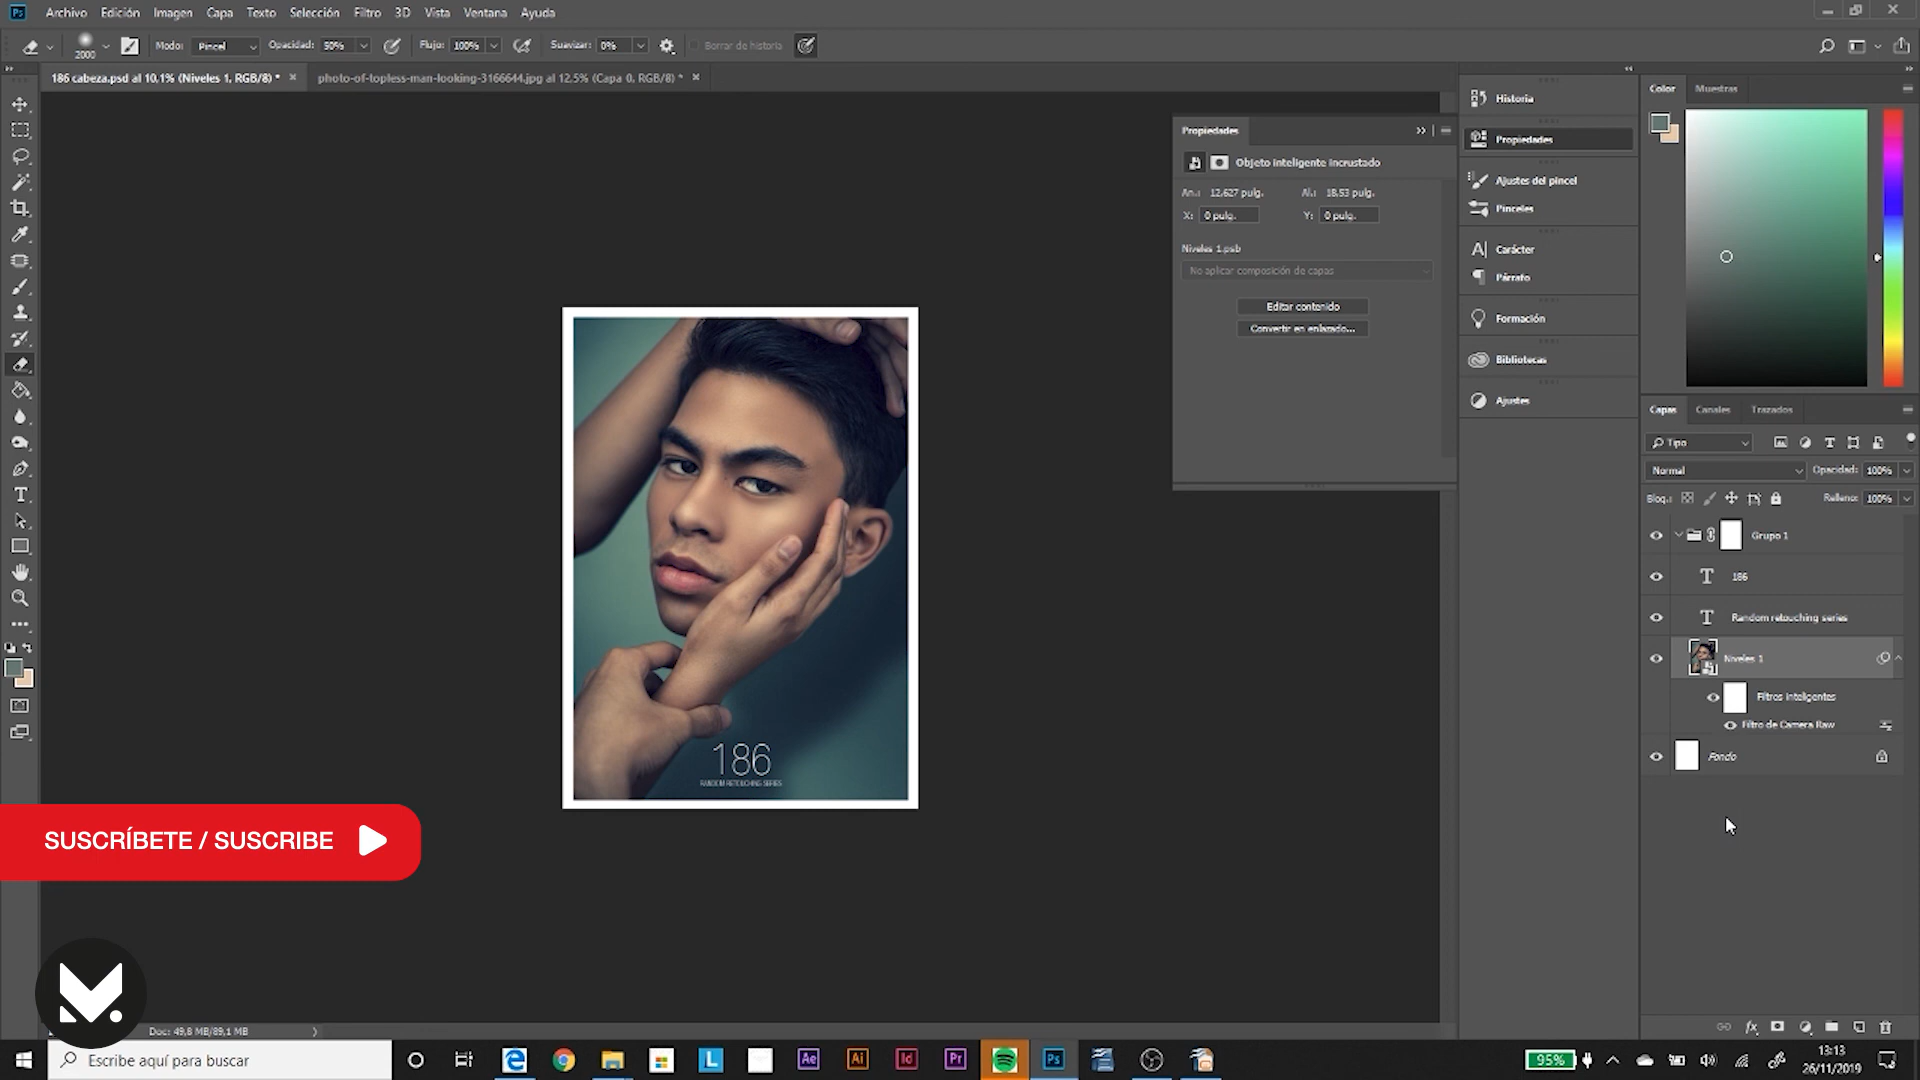 Ps Archivo Edición Imagen Capa Texto Selección Filtro 3D Vista Ventana Ayuda
2000 Modo: Pincel Opacidad: 50% Flujo: 100% Suavizar: 0% Borrar de historia
186 cabeza.psd al 10,1% (Niveles 1, RGB/8) * × photo-of-topless-man-looking-3166644.jpg al 12.5% (Capa 0, RGB/8) * ×
Propiedades
Objeto inteligente incrustado
An.: 12,627 pulg. Al.: 18,53 pulg.
X: 0 pulg. Y: 0 pulg.
Niveles 1.psb
No aplicar composición de capas
Editar contenido
Convertir en enlazado...
Historia
Propiedades
Ajustes del pincel
Pinceles
Carácter
Párrafo
Formación
Bibliotecas
Ajustes
Color Muestras
Capas Canales Trazados
Tipo
Normal Opacidad: 100%
Bloq.: Relleno: 100%
Grupo 1
186
Random retouching series
Niveles 1
Filtros inteligentes
Filtro de Camera Raw
Fondo
186
RANDOM RETOUCHING SERIES
SUSCRÍBETE / SUSCRIBE
Doc: 49,8 MB/89,1 MB
Escribe aquí para buscar
L Ae Ai Id Pr Ps
95%
13:13
26/11/2019